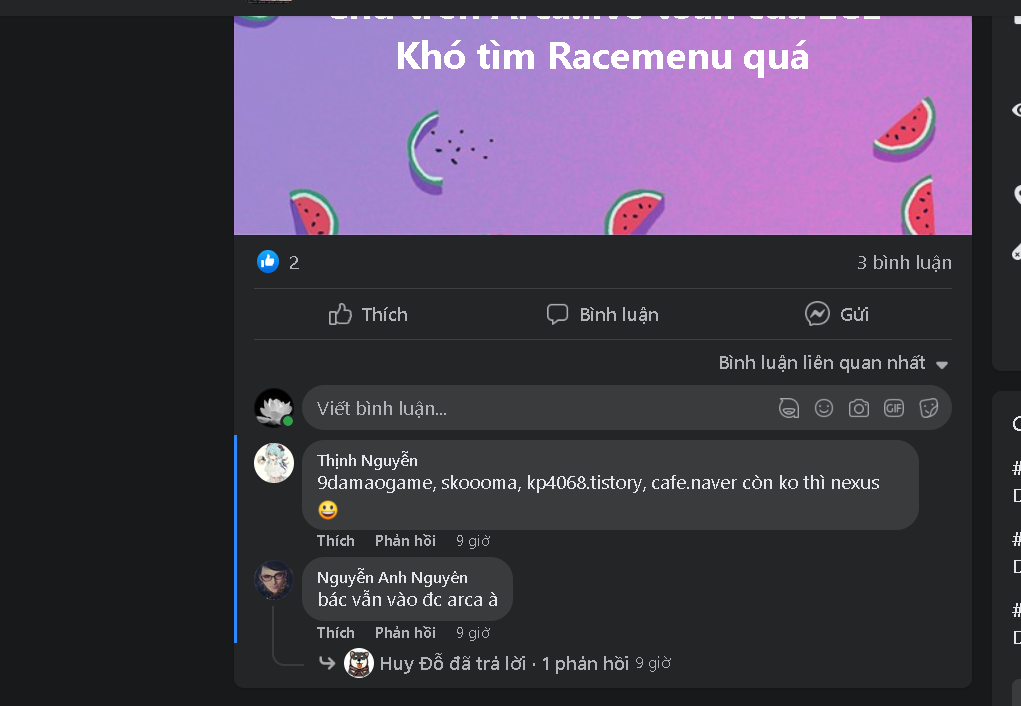 Khó tìm Racemenu quá
2
3 bình luận
Thích
Bình luận
Gửi
Bình luận liên quan nhất
Viết bình luận...
GIF
Thịnh Nguyễn
9damaogame, skoooma, kp4068.tistory, cafe.naver còn ko thì nexus
Thích Phản hồi 9 giờ
Nguyễn Anh Nguyên
bác vẫn vào đc arca à
Thích Phản hồi 9 giờ
Huy Đỗ đã trả lời · 1 phản hồi 9 giờ
#
#
#